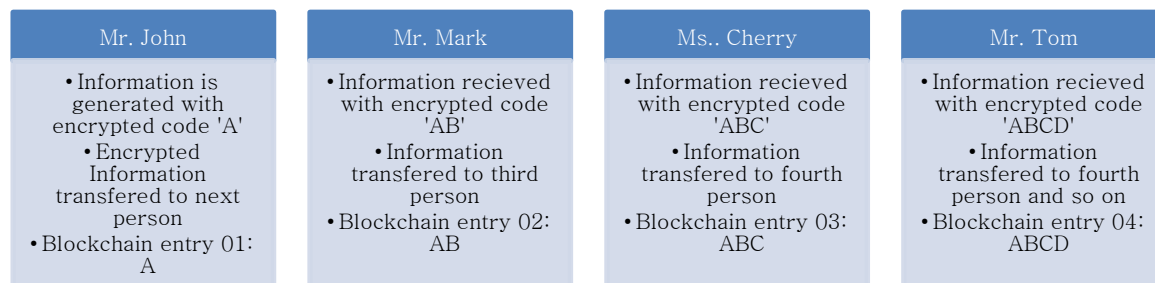 Mr. John
• Information is
generated with
encrypted code 'A'
• Encrypted
Information
transfered to next
person
• Blockchain entry 01:
A
Mr. Mark
• Information recieved
with encrypted code
'AB'
• Information
transfered to third
person
• Blockchain entry 02:
AB
Ms.. Cherry
• Information recieved
with encrypted code
'ABC'
• Information
transfered to fourth
person
• Blockchain entry 03:
ABC
Mr. Tom
• Information recieved
with encrypted code
'ABCD'
• Information
transfered to fourth
person and so on
• Blockchain entry 04:
ABCD